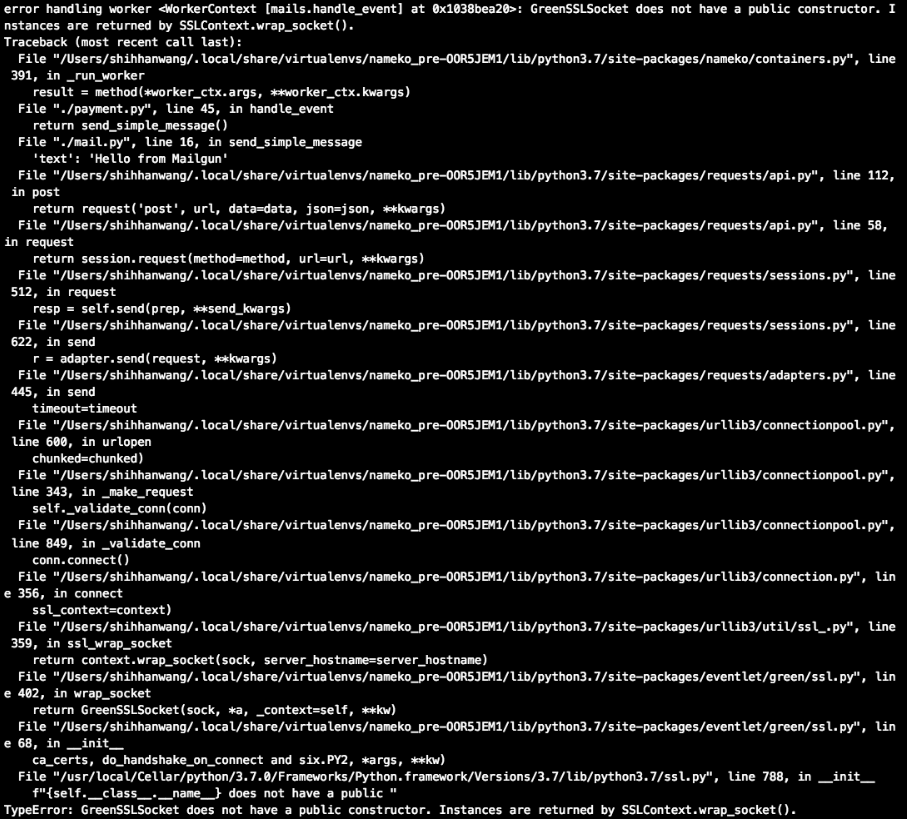 error handling worker <WorkerContext [mails.handle_event] at 0x1038bea20>: GreenSSLSocket does not have a public constructor. I
nstances are returned by SSLContext.wrap_socket().
Traceback (most recent call last):
  File "/Users/shihhanwang/.local/share/virtualenvs/nameko_pre-OOR5JEM1/lib/python3.7/site-packages/nameko/containers.py", line
391, in _run_worker
    result = method(*worker_ctx.args, **worker_ctx.kwargs)
  File "./payment.py", line 45, in handle_event
    return send_simple_message()
  File "./mail.py", line 16, in send_simple_message
    'text': 'Hello from Mailgun'
  File "/Users/shihhanwang/.local/share/virtualenvs/nameko_pre-OOR5JEM1/lib/python3.7/site-packages/requests/api.py", line 112,
 in post
    return request('post', url, data=data, json=json, **kwargs)
  File "/Users/shihhanwang/.local/share/virtualenvs/nameko_pre-OOR5JEM1/lib/python3.7/site-packages/requests/api.py", line 58,
in request
    return session.request(method=method, url=url, **kwargs)
  File "/Users/shihhanwang/.local/share/virtualenvs/nameko_pre-OOR5JEM1/lib/python3.7/site-packages/requests/sessions.py", line
512, in request
    resp = self.send(prep, **send_kwargs)
  File "/Users/shihhanwang/.local/share/virtualenvs/nameko_pre-OOR5JEM1/lib/python3.7/site-packages/requests/sessions.py", line
622, in send
    r = adapter.send(request, **kwargs)
  File "/Users/shihhanwang/.local/share/virtualenvs/nameko_pre-OOR5JEM1/lib/python3.7/site-packages/requests/adapters.py", line
445, in send
    timeout=timeout
  File "/Users/shihhanwang/.local/share/virtualenvs/nameko_pre-OOR5JEM1/lib/python3.7/site-packages/urllib3/connectionpool.py",
 line 600, in urlopen
    chunked=chunked)
  File "/Users/shihhanwang/.local/share/virtualenvs/nameko_pre-OOR5JEM1/lib/python3.7/site-packages/urllib3/connectionpool.py",
 line 343, in _make_request
    self._validate_conn(conn)
  File "/Users/shihhanwang/.local/share/virtualenvs/nameko_pre-OOR5JEM1/lib/python3.7/site-packages/urllib3/connectionpool.py",
 line 849, in _validate_conn
    conn.connect()
  File "/Users/shihhanwang/.local/share/virtualenvs/nameko_pre-OOR5JEM1/lib/python3.7/site-packages/urllib3/connection.py", lin
e 356, in connect
    ssl_context=context)
  File "/Users/shihhanwang/.local/share/virtualenvs/nameko_pre-OOR5JEM1/lib/python3.7/site-packages/urllib3/util/ssl_.py", line
359, in ssl_wrap_socket
    return context.wrap_socket(sock, server_hostname=server_hostname)
  File "/Users/shihhanwang/.local/share/virtualenvs/nameko_pre-OOR5JEM1/lib/python3.7/site-packages/eventlet/green/ssl.py", lin
e 402, in wrap_socket
    return GreenSSLSocket(sock, *a, _context=self, **kw)
  File "/Users/shihhanwang/.local/share/virtualenvs/nameko_pre-OOR5JEM1/lib/python3.7/site-packages/eventlet/green/ssl.py", lin
e 68, in __init__
    ca_certs, do_handshake_on_connect and six.PY2, *args, **kw)
  File "/usr/local/Cellar/python/3.7.0/Frameworks/Python.framework/Versions/3.7/lib/python3.7/ssl.py", line 788, in __init__
    f"{self.__class__.__name__} does not have a public "
TypeError: GreenSSLSocket does not have a public constructor. Instances are returned by SSLContext.wrap_socket().